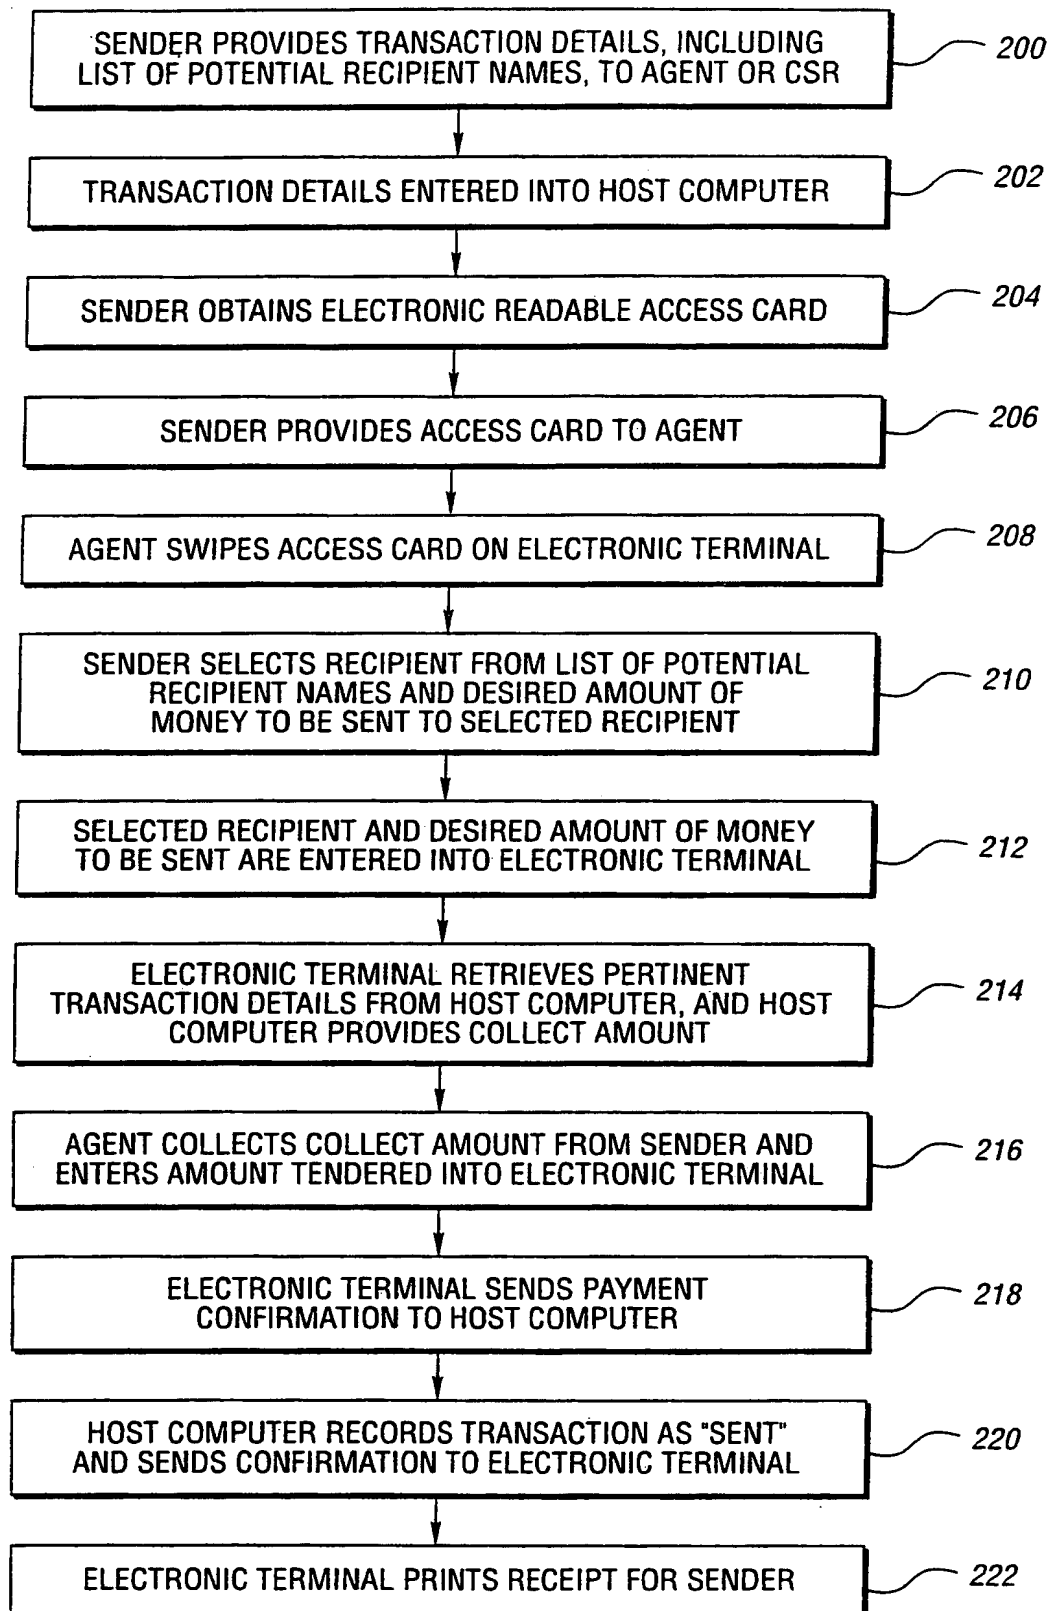 SENDER PROVIDES TRANSACTION DETAILS, INCLUDING
LIST OF POTENTIAL RECIPIENT NAMES, TO AGENT OR CSR
200
TRANSACTION DETAILS ENTERED INTO HOST COMPUTER
202
SENDER OBTAINS ELECTRONIC READABLE ACCESS CARD
204
SENDER PROVIDES ACCESS CARD TO AGENT
206
AGENT SWIPES ACCESS CARD ON ELECTRONIC TERMINAL
208
SENDER SELECTS RECIPIENT FROM LIST OF POTENTIAL
RECIPIENT NAMES AND DESIRED AMOUNT OF
MONEY TO BE SENT TO SELECTED RECIPIENT
210
SELECTED RECIPIENT AND DESIRED AMOUNT OF MONEY
TO BE SENT ARE ENTERED INTO ELECTRONIC TERMINAL
212
ELECTRONIC TERMINAL RETRIEVES PERTINENT
TRANSACTION DETAILS FROM HOST COMPUTER, AND HOST
COMPUTER PROVIDES COLLECT AMOUNT
214
AGENT COLLECTS COLLECT AMOUNT FROM SENDER AND
ENTERS AMOUNT TENDERED INTO ELECTRONIC TERMINAL
216
ELECTRONIC TERMINAL SENDS PAYMENT
CONFIRMATION TO HOST COMPUTER
218
HOST COMPUTER RECORDS TRANSACTION AS "SENT"
AND SENDS CONFIRMATION TO ELECTRONIC TERMINAL
220
ELECTRONIC TERMINAL PRINTS RECEIPT FOR SENDER
222